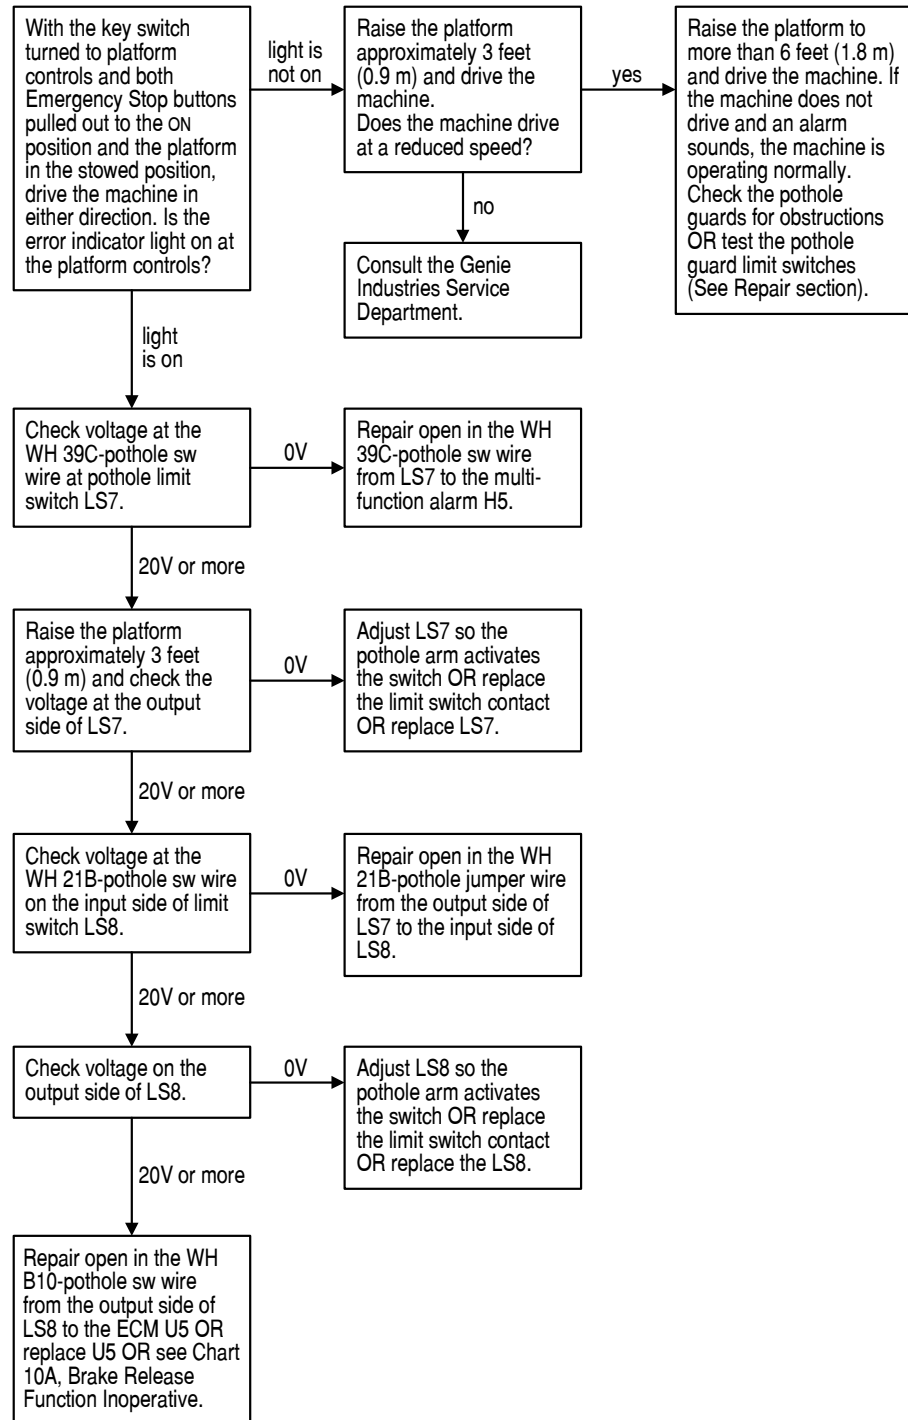 With the key switch
turned to platform
controls and both
Emergency Stop buttons
pulled out to the ON
position and the platform
in the stowed position,
drive the machine in
either direction. Is the
error indicator light on at
the platform controls?
light is
not on
Raise the platform
approximately 3 feet
(0.9 m) and drive the
machine.
Does the machine drive
at a reduced speed?
yes
Raise the platform to
more than 6 feet (1.8 m)
and drive the machine. If
the machine does not
drive and an alarm
sounds, the machine is
operating normally.
Check the pothole
guards for obstructions
OR test the pothole
guard limit switches
(See Repair section).
no
Consult the Genie
Industries Service
Department.
light
is on
Check voltage at the
WH 39C-pothole sw
wire at pothole limit
switch LS7.
0V
Repair open in the WH
39C-pothole sw wire
from LS7 to the multi-
function alarm H5.
20V or more
Raise the platform
approximately 3 feet
(0.9 m) and check the
voltage at the output
side of LS7.
0V
Adjust LS7 so the
pothole arm activates
the switch OR replace
the limit switch contact
OR replace LS7.
20V or more
Check voltage at the
WH 21B-pothole sw wire
on the input side of limit
switch LS8.
0V
Repair open in the WH
21B-pothole jumper wire
from the output side of
LS7 to the input side of
LS8.
20V or more
Check voltage on the
output side of LS8.
0V
Adjust LS8 so the
pothole arm activates
the switch OR replace
the limit switch contact
OR replace the LS8.
20V or more
Repair open in the WH
B10-pothole sw wire
from the output side of
LS8 to the ECM U5 OR
replace U5 OR see Chart
10A, Brake Release
Function Inoperative.